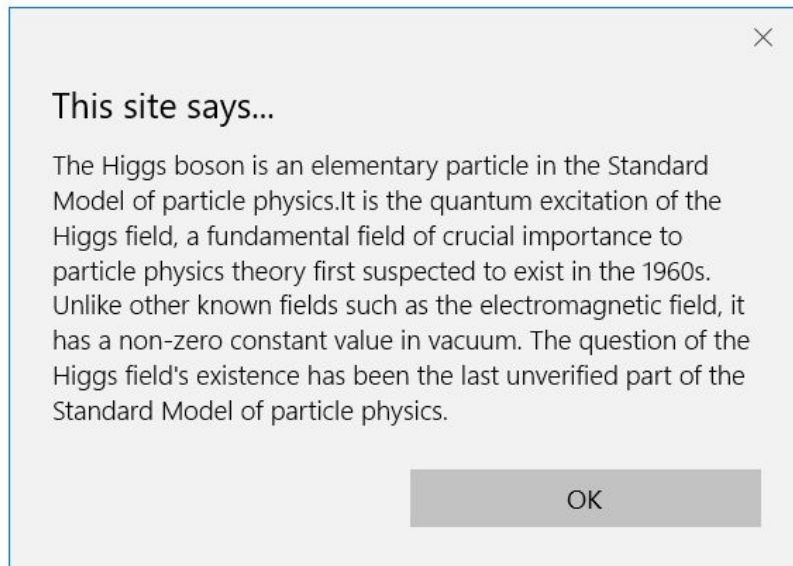 This site says...
The Higgs boson is an elementary particle in the Standard
Model of particle physics.It is the quantum excitation of the
Higgs field, a fundamental field of crucial importance to
particle physics theory first suspected to exist in the 1960s.
Unlike other known fields such as the electromagnetic field, it
has a non-zero constant value in vacuum. The question of the
Higgs field's existence has been the last unverified part of the
Standard Model of particle physics.
OK